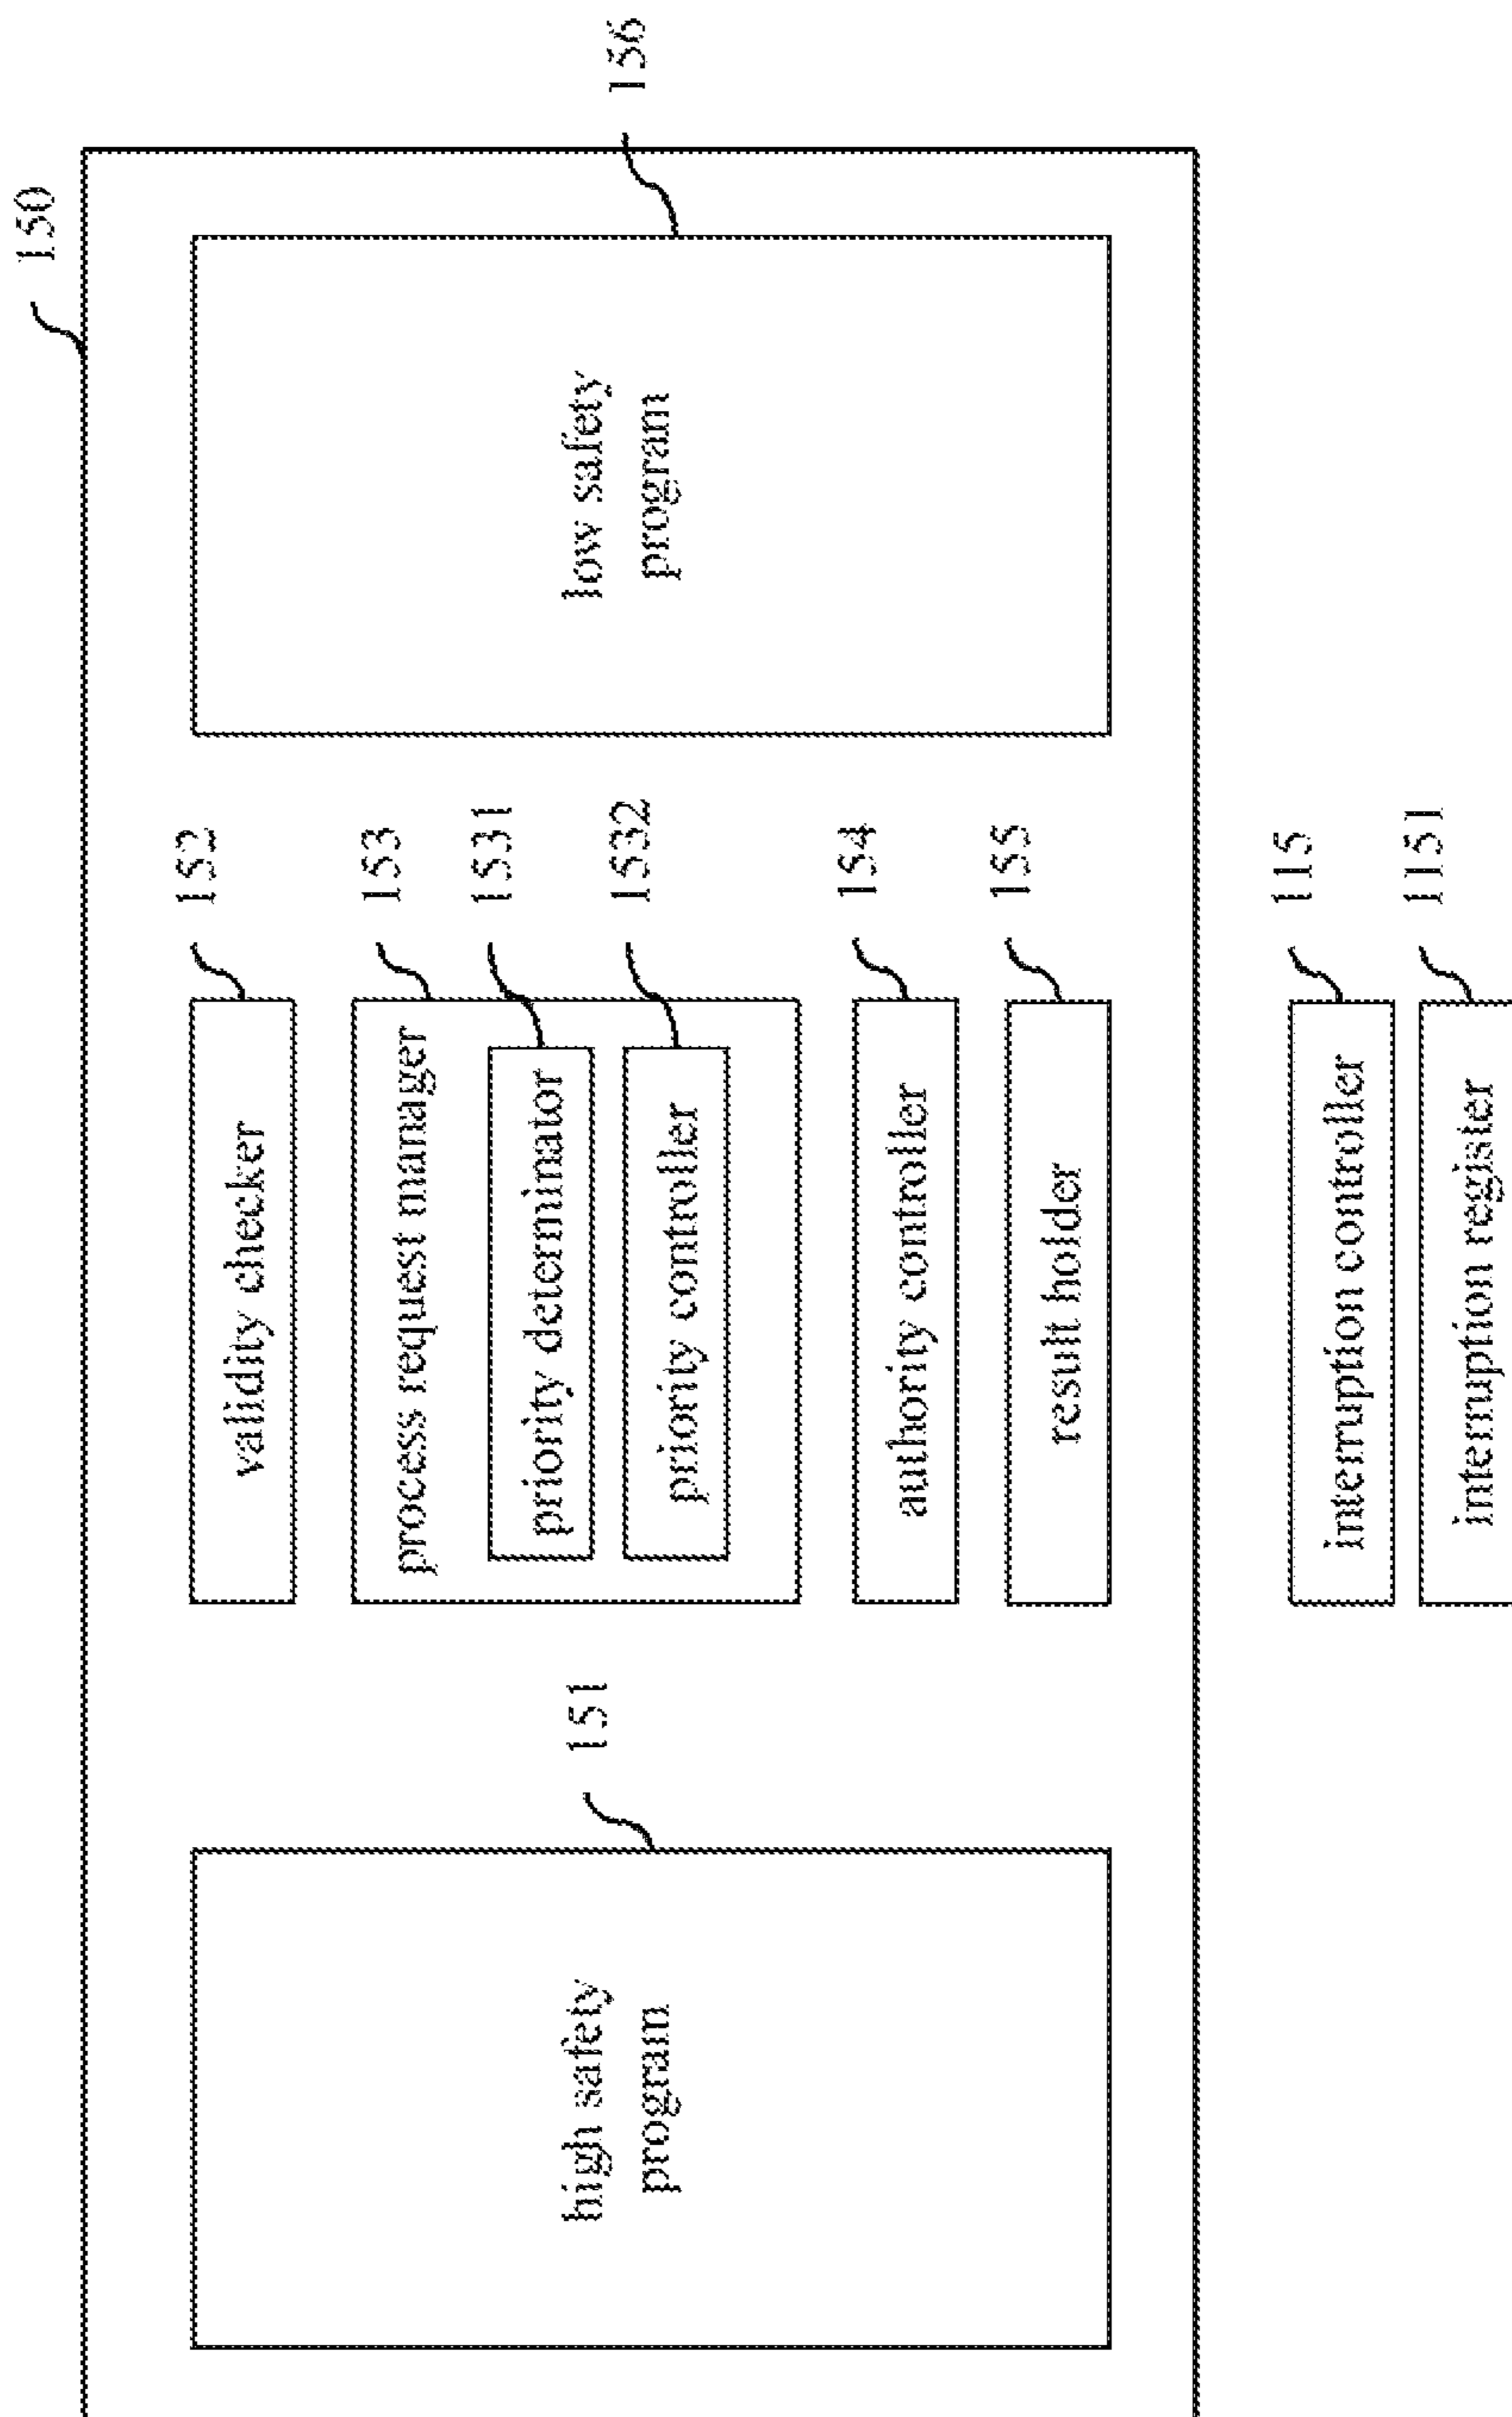 150
high safety
program
151
validity checker
152
process request manager
153
priority determinator
1531
priority controller
1532
authority controller
154
result holder
155
low safety
program
156
interruption controller
115
interruption register
1151